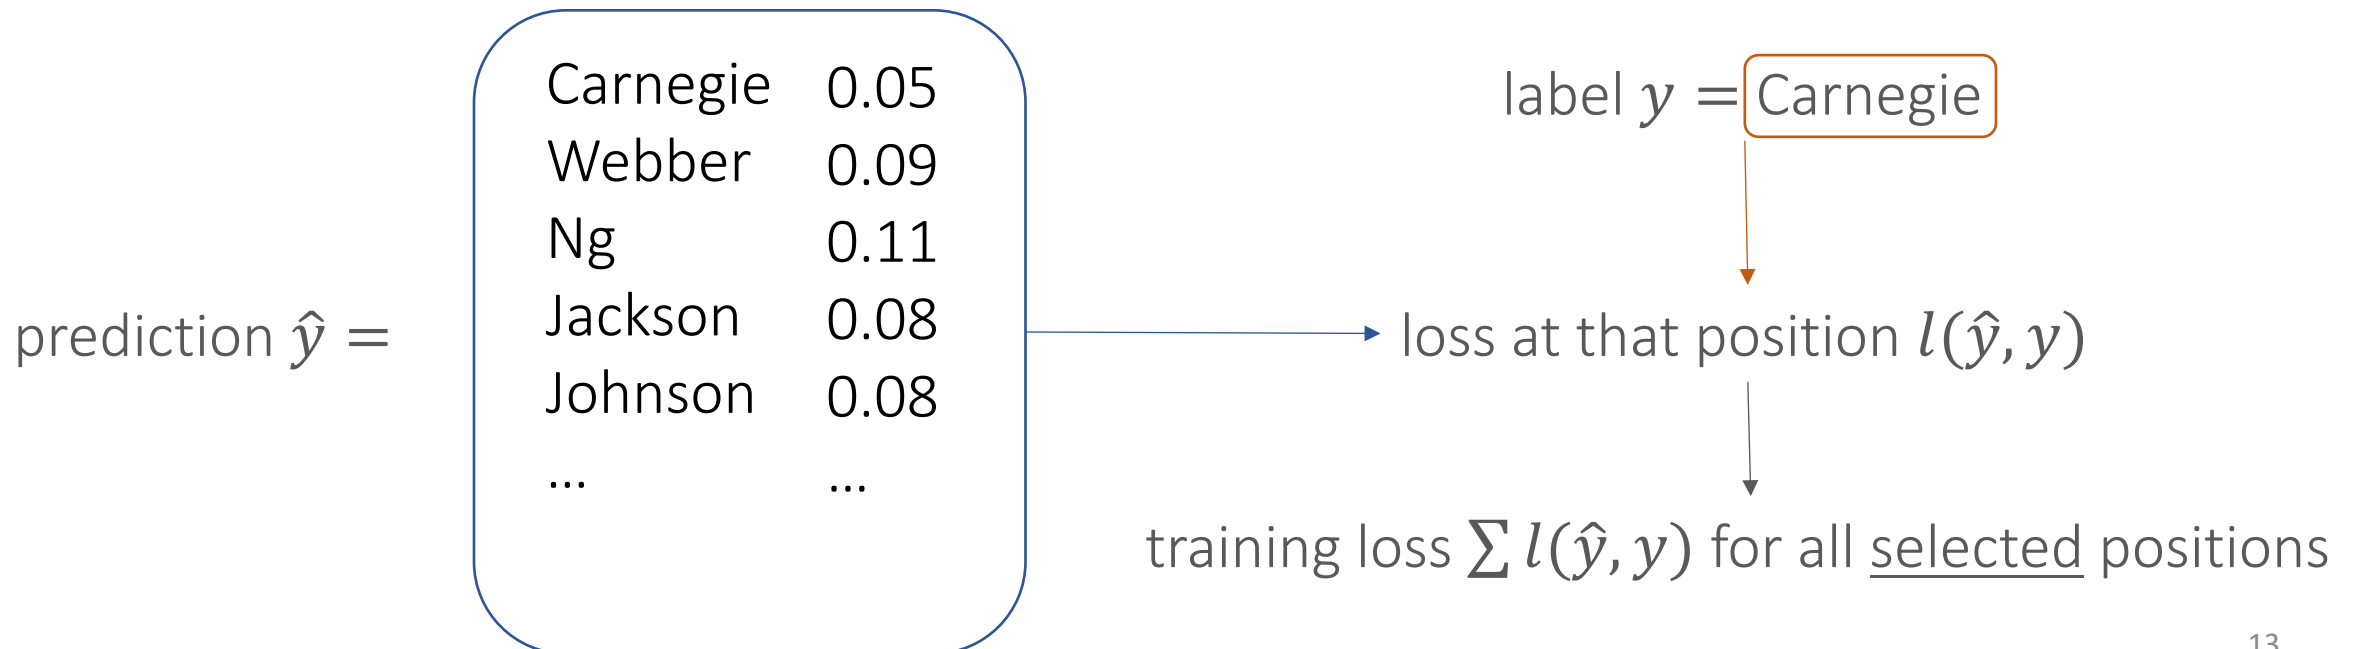 prediction ŷ =
Carnegie 0.05
Webber 0.09
Ng 0.11
Jackson 0.08
Johnson 0.08
... ...
label y = Carnegie
loss at that position l(ŷ, y)
training loss ∑ l(ŷ, y) for all selected positions
13